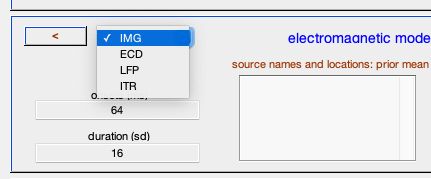 <
✓ IMG
ECD
LFP
ITR
electromagnetic mode
source names and locations: prior mean
64
duration (sd)
16